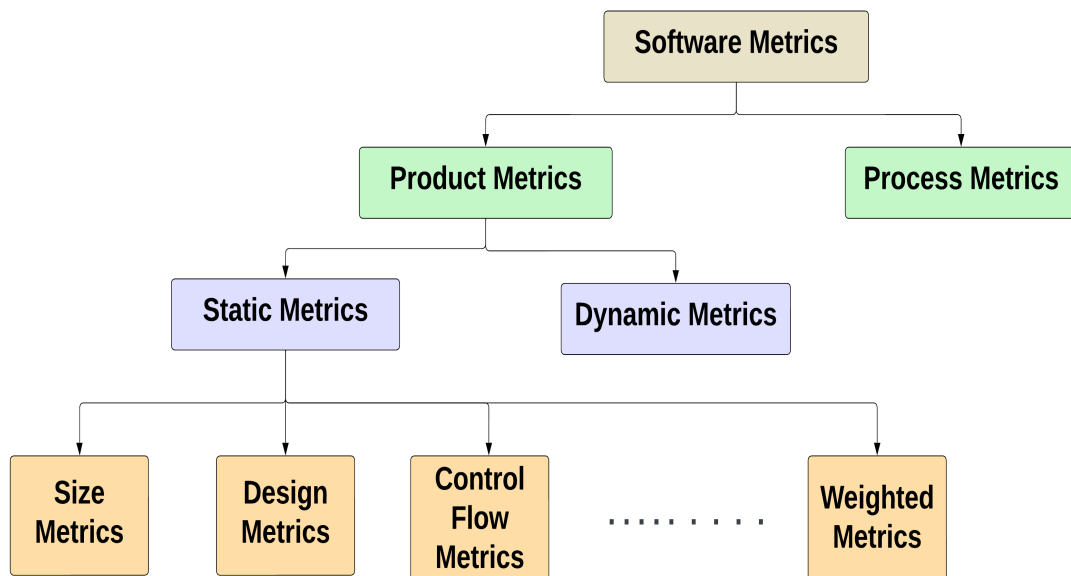 Software Metrics
Product Metrics
Process Metrics
Static Metrics
Dynamic Metrics
Size
Metrics
Design
Metrics
Control
Flow
Metrics
Weighted
Metrics